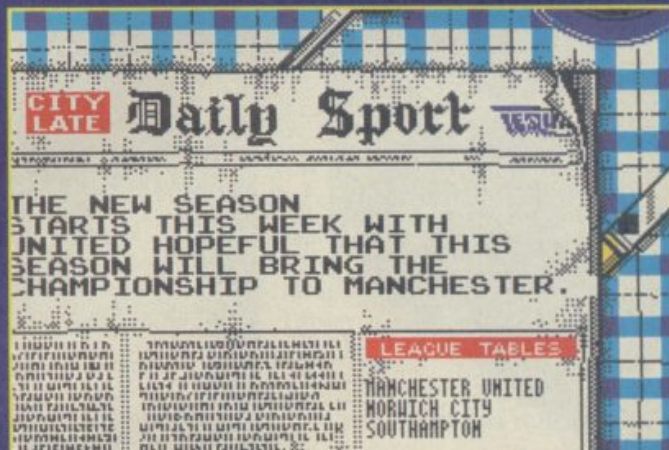 CITY
LATE
Daily Sport
THE NEW SEASON
STARTS THIS WEEK WITH
UNITED HOPEFUL THAT THIS
SEASON WILL BRING THE
CHAMPIONSHIP TO MANCHESTER.
LEAGUE TABLES
MANCHESTER UNITED
NORWICH CITY
SOUTHAMPTON